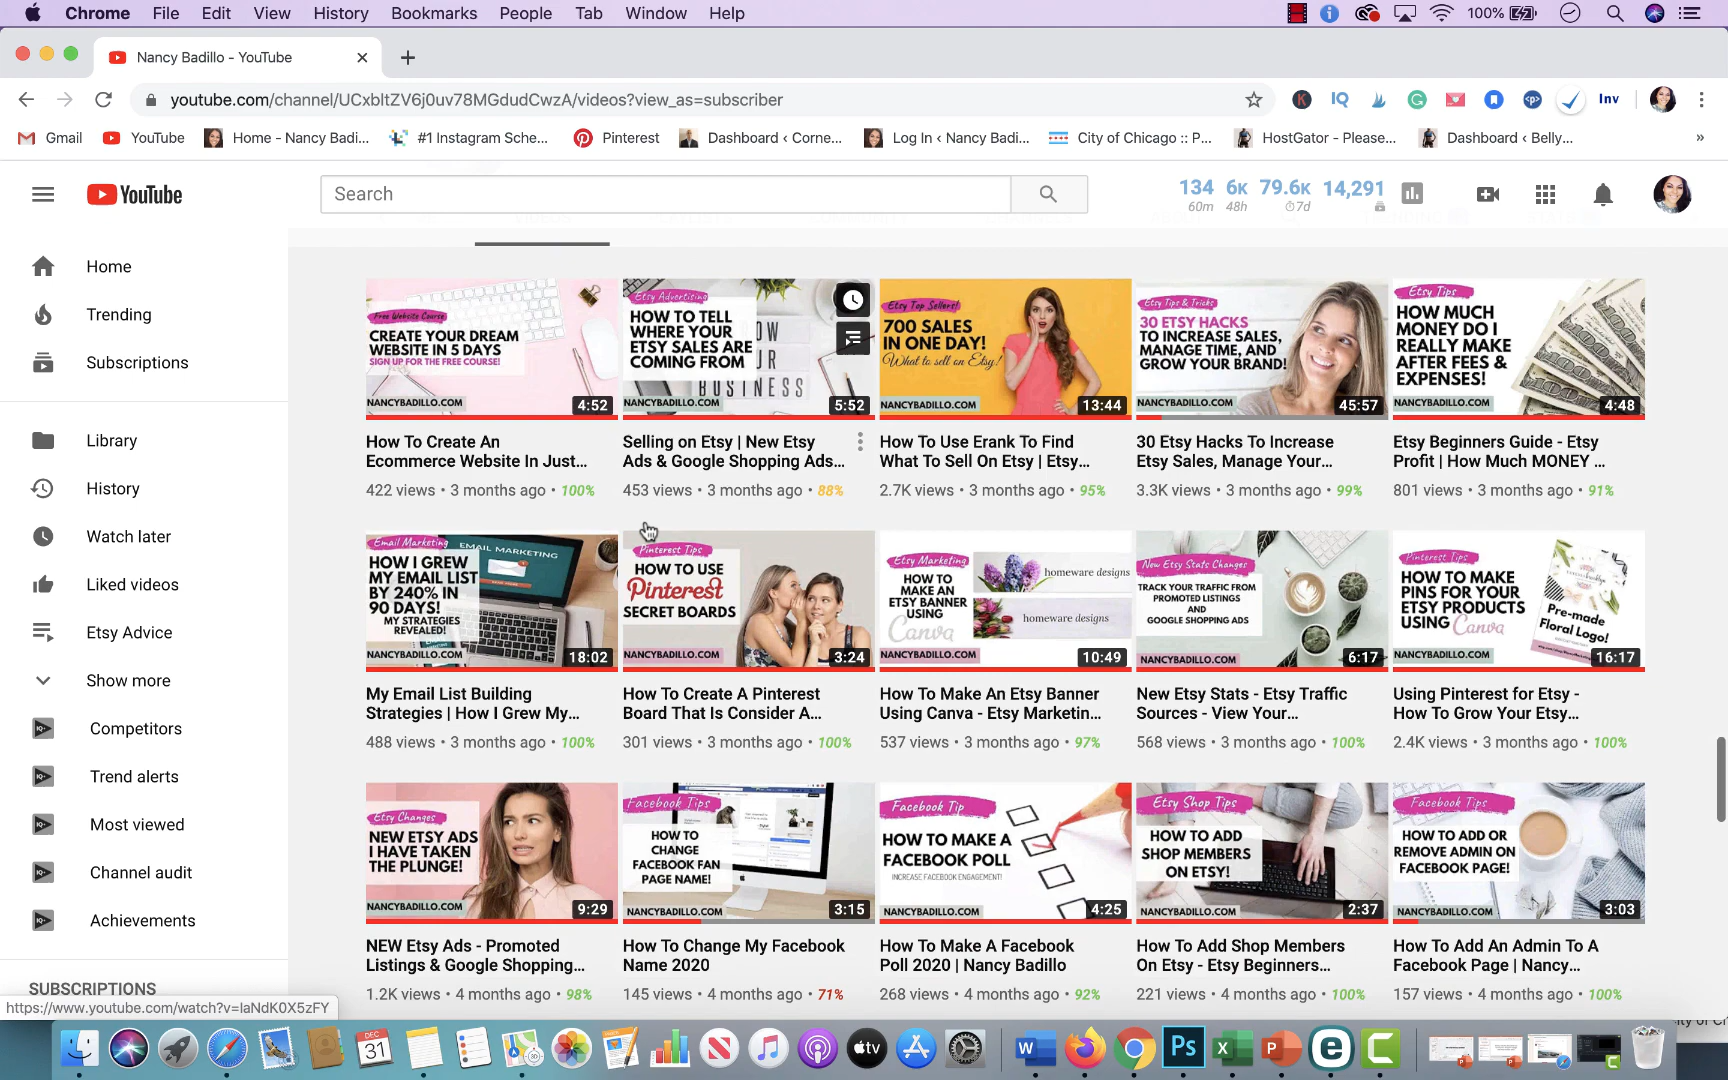 Chrome File Edit View History Bookmarks People Tab Window Help 100%
Nancy Badillo - YouTube
youtube.com/channel/UCxbltZV6j0uv78MGdudCwzA/videos?view_as=subscriber
IQ Inv
Gmail YouTube Home - Nancy Badi... #1 Instagram Sche... Pinterest Dashboard ‹ Corne... Log In ‹ Nancy Badi... City of Chicago :: P... HostGator - Please... Dashboard ‹ Belly... »
YouTube Search 134 6K 79.6K 14,291
60m 48h 7d
Home
Trending
Subscriptions
Library
History
Watch later
Liked videos
Etsy Advice
Show more
Competitors
Trend alerts
Most viewed
Channel audit
Achievements
SUBSCRIPTIONS
https://www.youtube.com/watch?v=laNdK0X5zFY
Free Website Course
CREATE YOUR DREAM
WEBSITE IN 5 DAYS
SIGN UP FOR THE FREE COURSE!
NANCYBADILLO.COM
4:52
How To Create An
Ecommerce Website In Just...
422 views • 3 months ago • 100%
Etsy Advertising
HOW TO TELL
WHERE YOUR
ETSY SALES ARE
COMING FROM
BUSINESS
NANCYBADILLO.COM
5:52
Selling on Etsy | New Etsy
Ads & Google Shopping Ads...
453 views • 3 months ago • 88%
Etsy Top Sellers!
700 SALES
IN ONE DAY!
What to sell on Etsy!
NANCYBADILLO.COM
13:44
How To Use Erank To Find
What To Sell On Etsy | Etsy...
2.7K views • 3 months ago • 95%
Etsy Tips & Tricks
30 ETSY HACKS
TO INCREASE SALES,
MANAGE TIME, AND
GROW YOUR BRAND!
NANCYBADILLO.COM
45:57
30 Etsy Hacks To Increase
Etsy Sales, Manage Your...
3.3K views • 3 months ago • 99%
Etsy Tips
HOW MUCH
MONEY DO I
REALLY MAKE
AFTER FEES &
EXPENSES!
NANCYBADILLO.COM
4:48
Etsy Beginners Guide - Etsy
Profit | How Much MONEY ...
801 views • 3 months ago • 91%
Email Marketing
EMAIL MARKETING
HOW I GREW
MY EMAIL LIST
BY 240% IN
90 DAYS!
MY STRATEGIES
REVEALED!
NANCYBADILLO.COM
18:02
My Email List Building
Strategies | How I Grew My...
488 views • 3 months ago • 100%
Pinterest Tips
HOW TO USE
Pinterest
SECRET BOARDS
NANCYBADILLO.COM
3:24
How To Create A Pinterest
Board That Is Consider A...
301 views • 3 months ago • 100%
Etsy Marketing
HOW TO
MAKE AN
ETSY BANNER
USING
Canva
homeware designs
homeware designs
NANCYBADILLO.COM
10:49
How To Make An Etsy Banner
Using Canva - Etsy Marketin...
537 views • 3 months ago • 97%
New Etsy Stats Changes
TRACK YOUR TRAFFIC FROM
PROMOTED LISTINGS
AND
GOOGLE SHOPPING ADS
NANCYBADILLO.COM
6:17
New Etsy Stats - Etsy Traffic
Sources - View Your...
568 views • 3 months ago • 100%
Pinterest Tips
HOW TO MAKE
PINS FOR YOUR
ETSY PRODUCTS
USING Canva
Pre-made
Floral Logo!
NANCYBADILLO.COM
16:17
Using Pinterest for Etsy -
How To Grow Your Etsy...
2.4K views • 3 months ago • 100%
Etsy Changes
NEW ETSY ADS
I HAVE TAKEN
THE PLUNGE!
NANCYBADILLO.COM
9:29
NEW Etsy Ads - Promoted
Listings & Google Shopping...
1.2K views • 4 months ago • 98%
Facebook Tips
HOW TO
CHANGE
FACEBOOK FAN
PAGE NAME!
NANCYBADILLO.COM
3:15
How To Change My Facebook
Name 2020
145 views • 4 months ago • 71%
Facebook Tip
HOW TO MAKE A
FACEBOOK POLL
INCREASE FACEBOOK ENGAGEMENT!
NANCYBADILLO.COM
4:25
How To Make A Facebook
Poll 2020 | Nancy Badillo
268 views • 4 months ago • 92%
Etsy Shop Tips
HOW TO ADD
SHOP MEMBERS
ON ETSY!
NANCYBADILLO.COM
2:37
How To Add Shop Members
On Etsy - Etsy Beginners...
221 views • 4 months ago • 100%
Facebook Tips
HOW TO ADD OR
REMOVE ADMIN ON
FACEBOOK PAGE!
NANCYBADILLO.COM
3:03
How To Add An Admin To A
Facebook Page | Nancy...
157 views • 4 months ago • 100%
DEC
31
tv W Ps X P e C